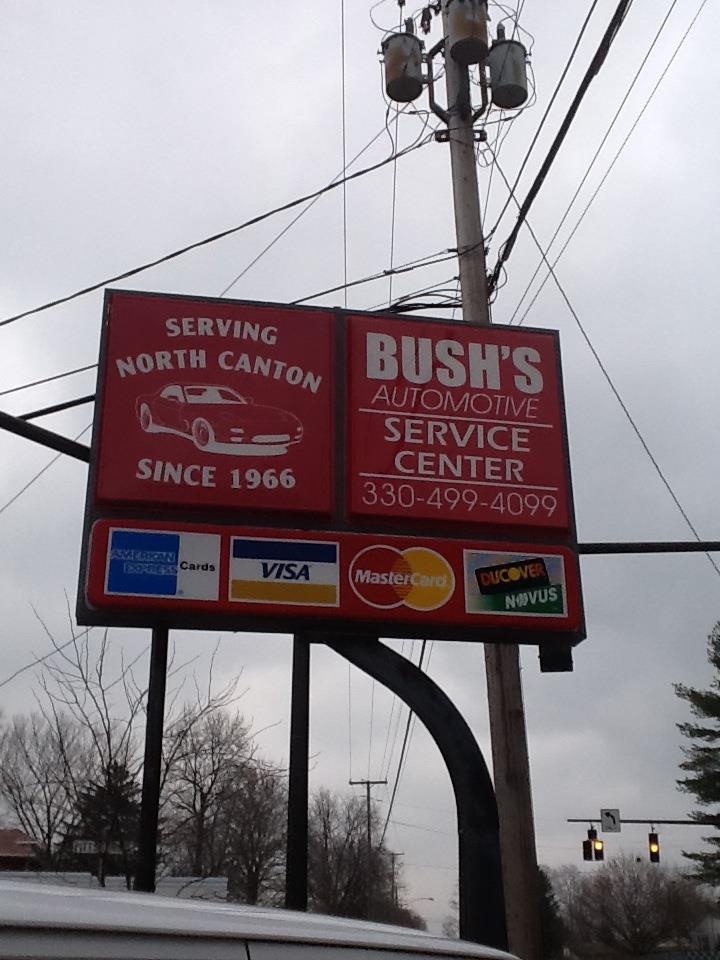 SERVING
NORTH CANTON
SINCE 1966
BUSH'S
AUTOMOTIVE
SERVICE
CENTER
330-499-4099
AMERICAN
EXPRESS
Cards
VISA
MasterCard
DISCOVER
NOVUS